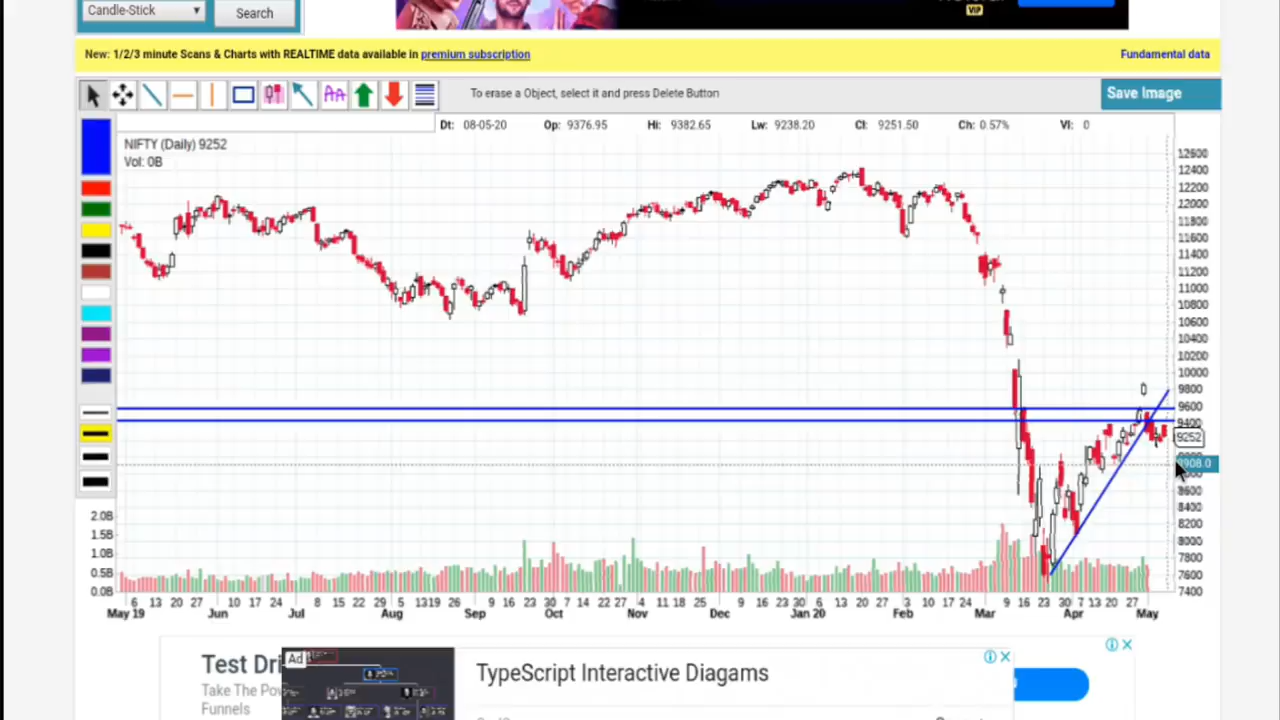 Candle-Stick
Search
VIP
New: 1/2/3 minute Scans & Charts with REALTIME data available in premium subscription
Fundamental data
To erase a Object, select it and press Delete Button
Save Image
Dt: 08-05-20 Op: 9376.95 Hi: 9382.65 Lw: 9238.20 Cl: 9251.50 Ch: 0.57% Vl: 0
NIFTY (Daily) 9252
Vol: 0B
12600
12400
12200
12000
11800
11600
11400
11200
11000
10800
10600
10400
10200
10000
9800
9600
9400
9252
8908.0
8600
8400
8200
8000
7800
7600
7400
2.0B
1.5B
1.0B
0.5B
0.0B
6 13 20 27 10 17 24 8 15 22 29 5 1319 26 9 16 23 30 7 14 22 27 4 11 18 25 9 16 23 30 6 13 20 27 10 17 24 9 16 23 30 7 13 20 27
May 19 Jun Jul Aug Sep Oct Nov Dec Jan 20 Feb Mar Apr May
Test Dri
Take The Po
Funnels
Ad
TypeScript Interactive Diagams